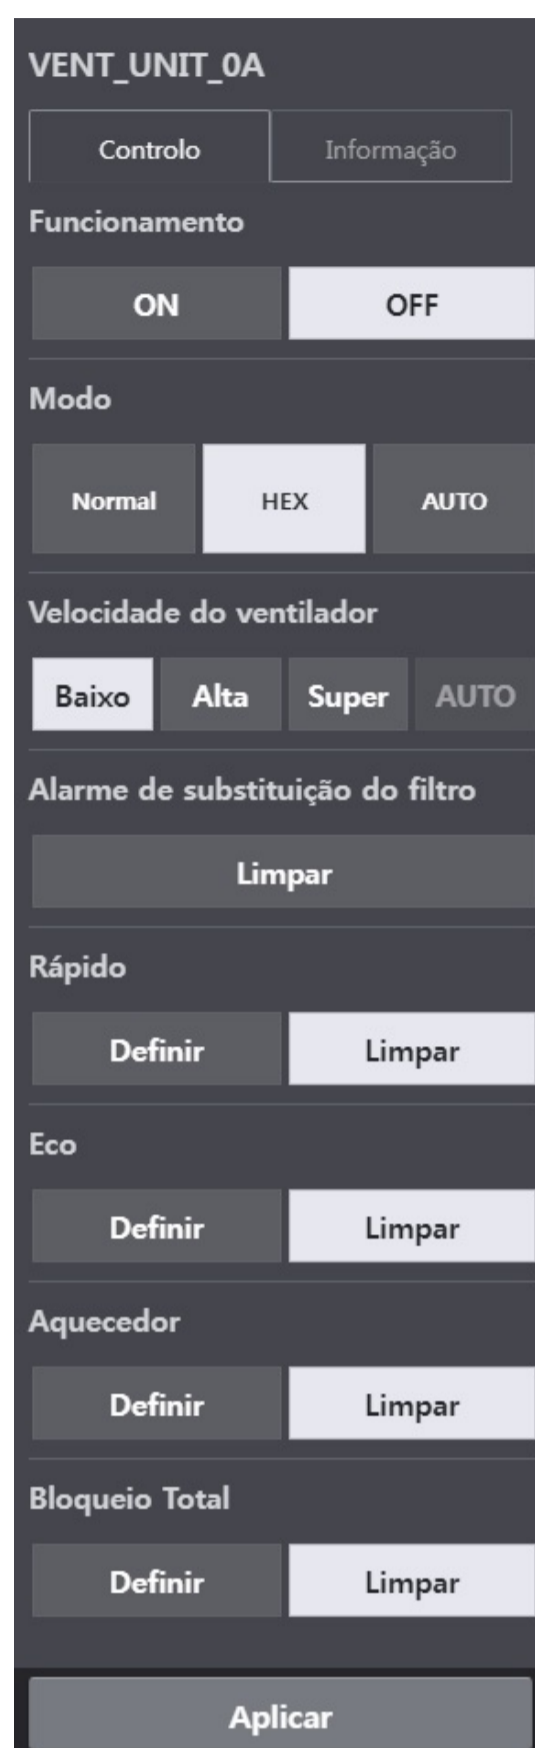 VENT_UNIT_0A
Controlo Informação
Funcionamento
ON OFF
Modo
Normal HEX AUTO
Velocidade do ventilador
Baixo Alta Super AUTO
Alarme de substituição do filtro
Limpar
Rápido
Definir Limpar
Eco
Definir Limpar
Aquecedor
Definir Limpar
Bloqueio Total
Definir Limpar
Aplicar